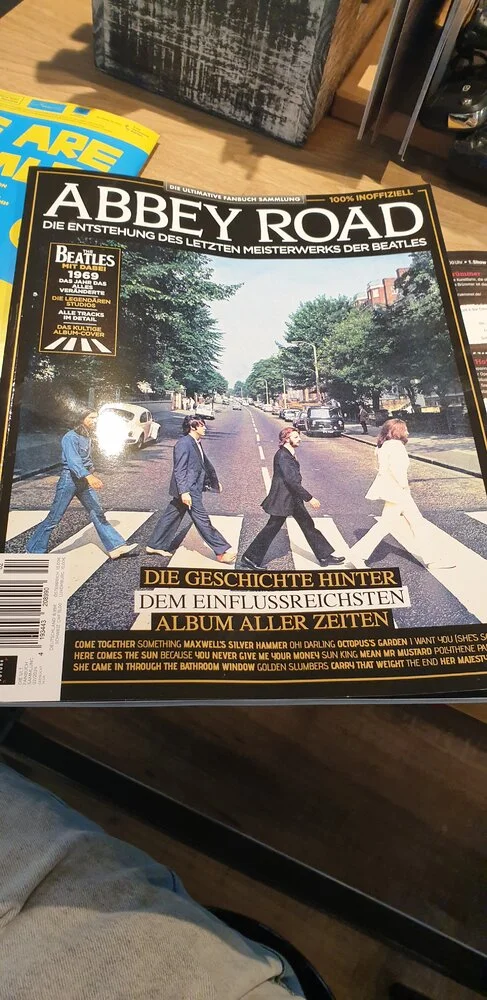 E ARE
DIE ULTIMATIVE FANBUCH SAMMLUNG
100% INOFFIZIELL
ABBEY ROAD
DIE ENTSTEHUNG DES LETZTEN MEISTERWERKS DER BEATLES
THE
BEATLES
MIT DABEI
1969
DAS JAHR DAS
ALLES
VERÄNDERTE
DIE LEGENDÄREN
STUDIOS
ALLE TRACKS
IM DETAIL
DAS KULTIGE
ALBUM-COVER
DIE GESCHICHTE HINTER
DEM EINFLUSSREICHSTEN
ALBUM ALLER ZEITEN
COME TOGETHER SOMETHING MAXWELL'S SILVER HAMMER OH! DARLING OCTOPUS'S GARDEN I WANT YOU (SHE'S S
HERE COMES THE SUN BECAUSE YOU NEVER GIVE ME YOUR MONEY SUN KING MEAN MR MUSTARD POLYTHENE PA
SHE CAME IN THROUGH THE BATHROOM WINDOW GOLDEN SLUMBERS CARRY THAT WEIGHT THE END HER MAJEST